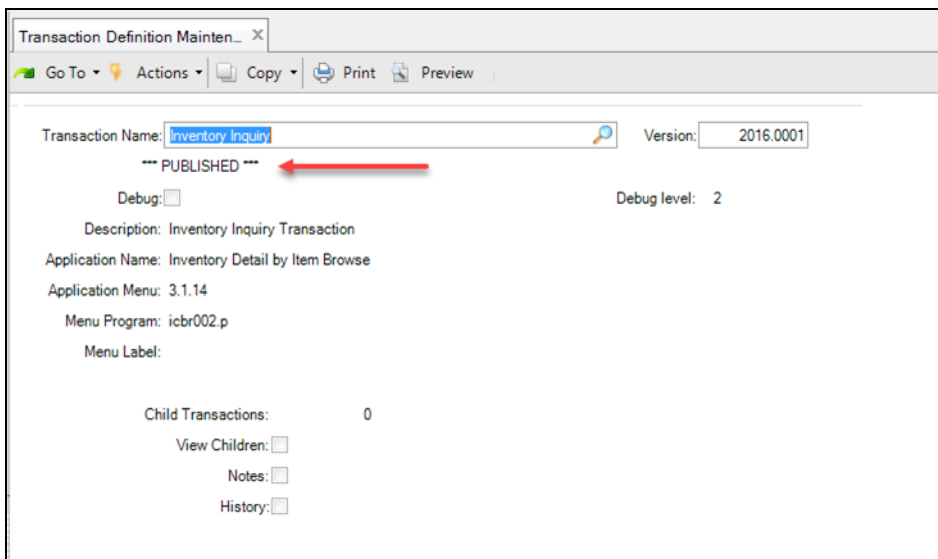 Transaction Definition Mainten... X
Go To Actions Copy Print Preview
Transaction Name: Inventory Inquiry Version: 2016.0001
*** PUBLISHED ***
Debug: Debug level: 2
Description: Inventory Inquiry Transaction
Application Name: Inventory Detail by Item Browse
Application Menu: 3.1.14
Menu Program: icbr002.p
Menu Label:
Child Transactions: 0
View Children:
Notes:
History: